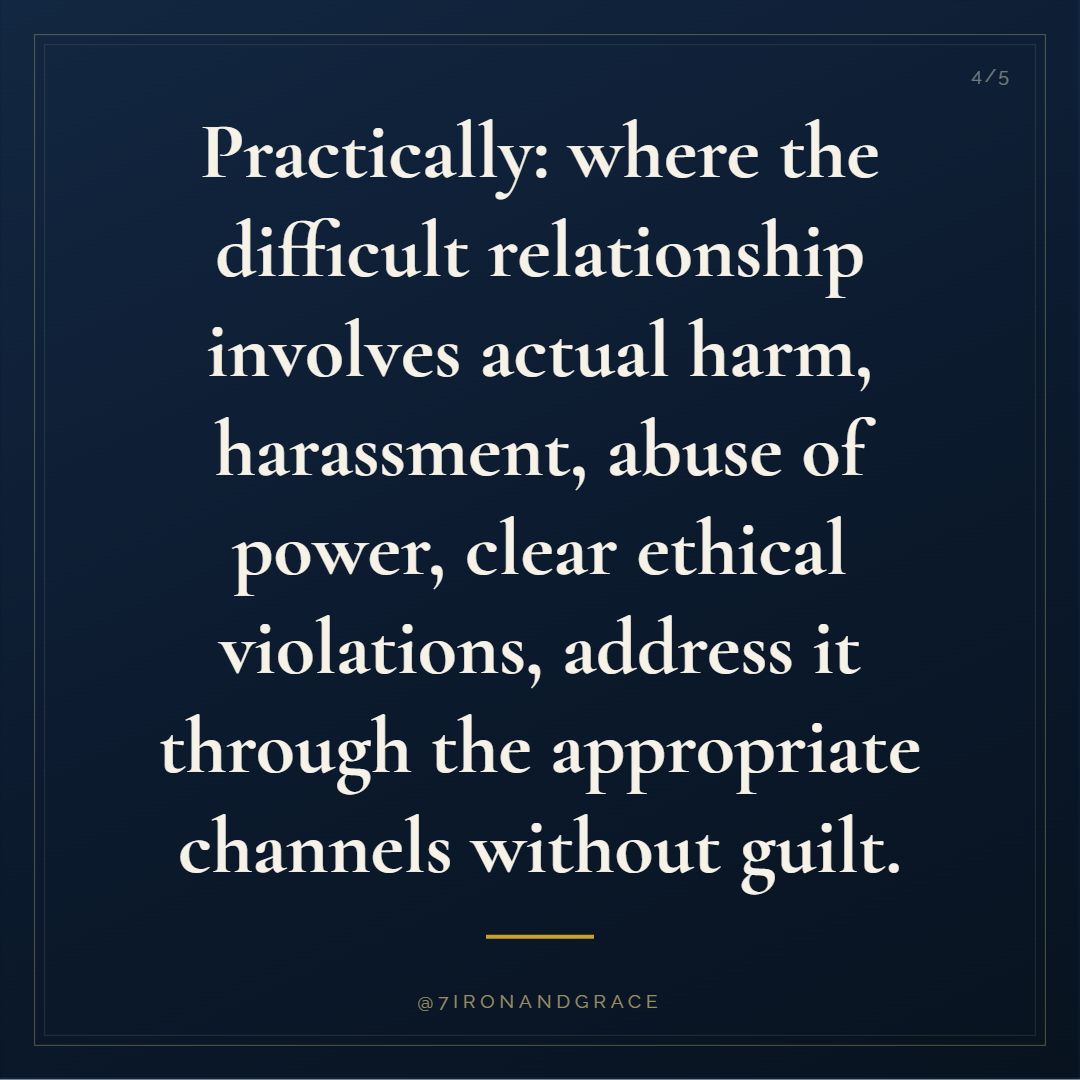 4/5
Practically: where the
difficult relationship
involves actual harm,
harassment, abuse of
power, clear ethical
violations, address it
through the appropriate
channels without guilt.
@7IRONANDGRACE